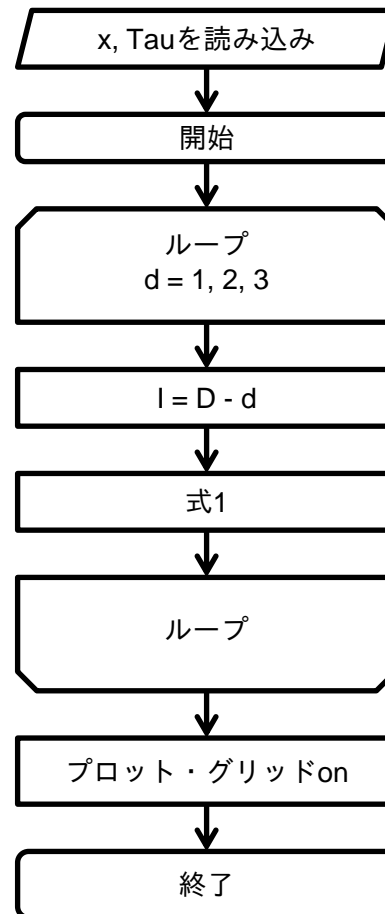 x, Tauを読み込み
開始
ループ
d = 1, 2, 3
l = D - d
式1
ループ
プロット・グリッドon
終了